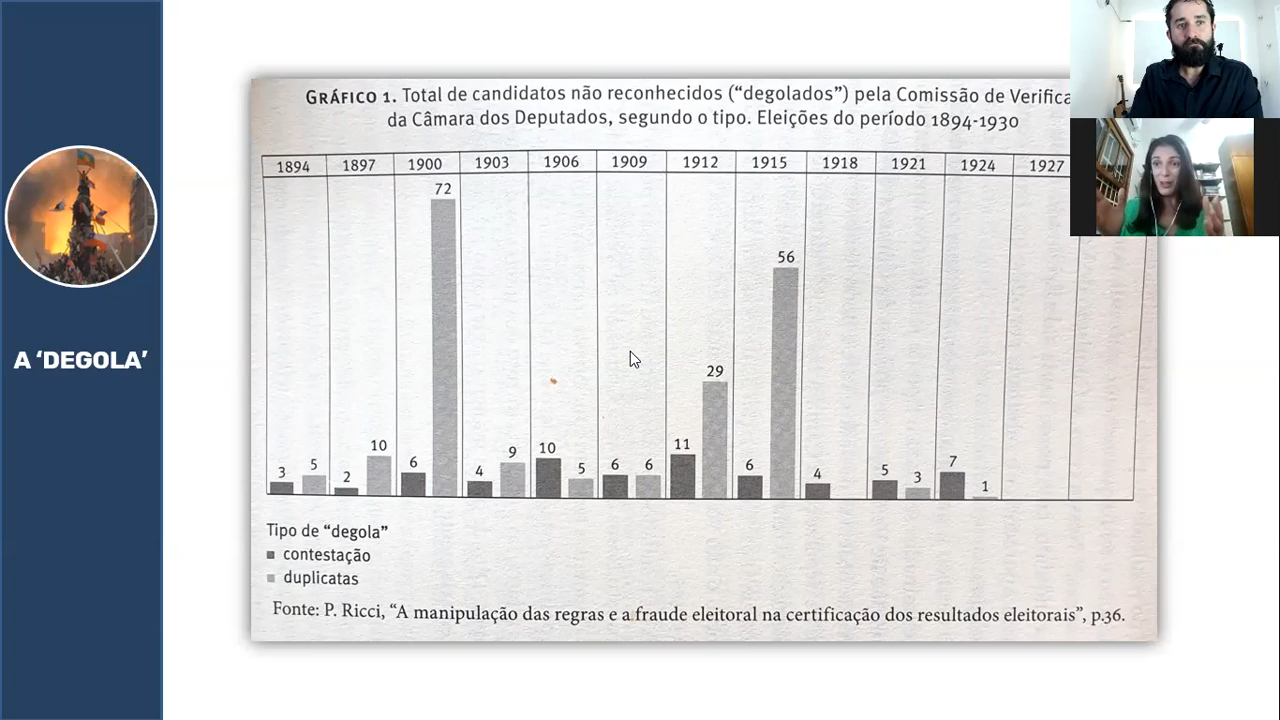 A ‘DEGOLA’
GRÁFICO 1. Total de candidatos não reconhecidos (“degolados”) pela Comissão de
da Câmara dos Deputados, segundo o tipo. Eleições do período 1894-1930
1894 1897 1900 1903 1906 1909 1912 1915 1918 1921 1924 1927
72
56
29
11
10 10
9
6 6 6 6
7
5 5 5
4 4
3 3
2
1
Tipo de “degola”
contestação
duplicatas
Fonte: P. Ricci, “A manipulação das regras e a fraude eleitoral na certificação dos resultados eleitorais”, p.36.